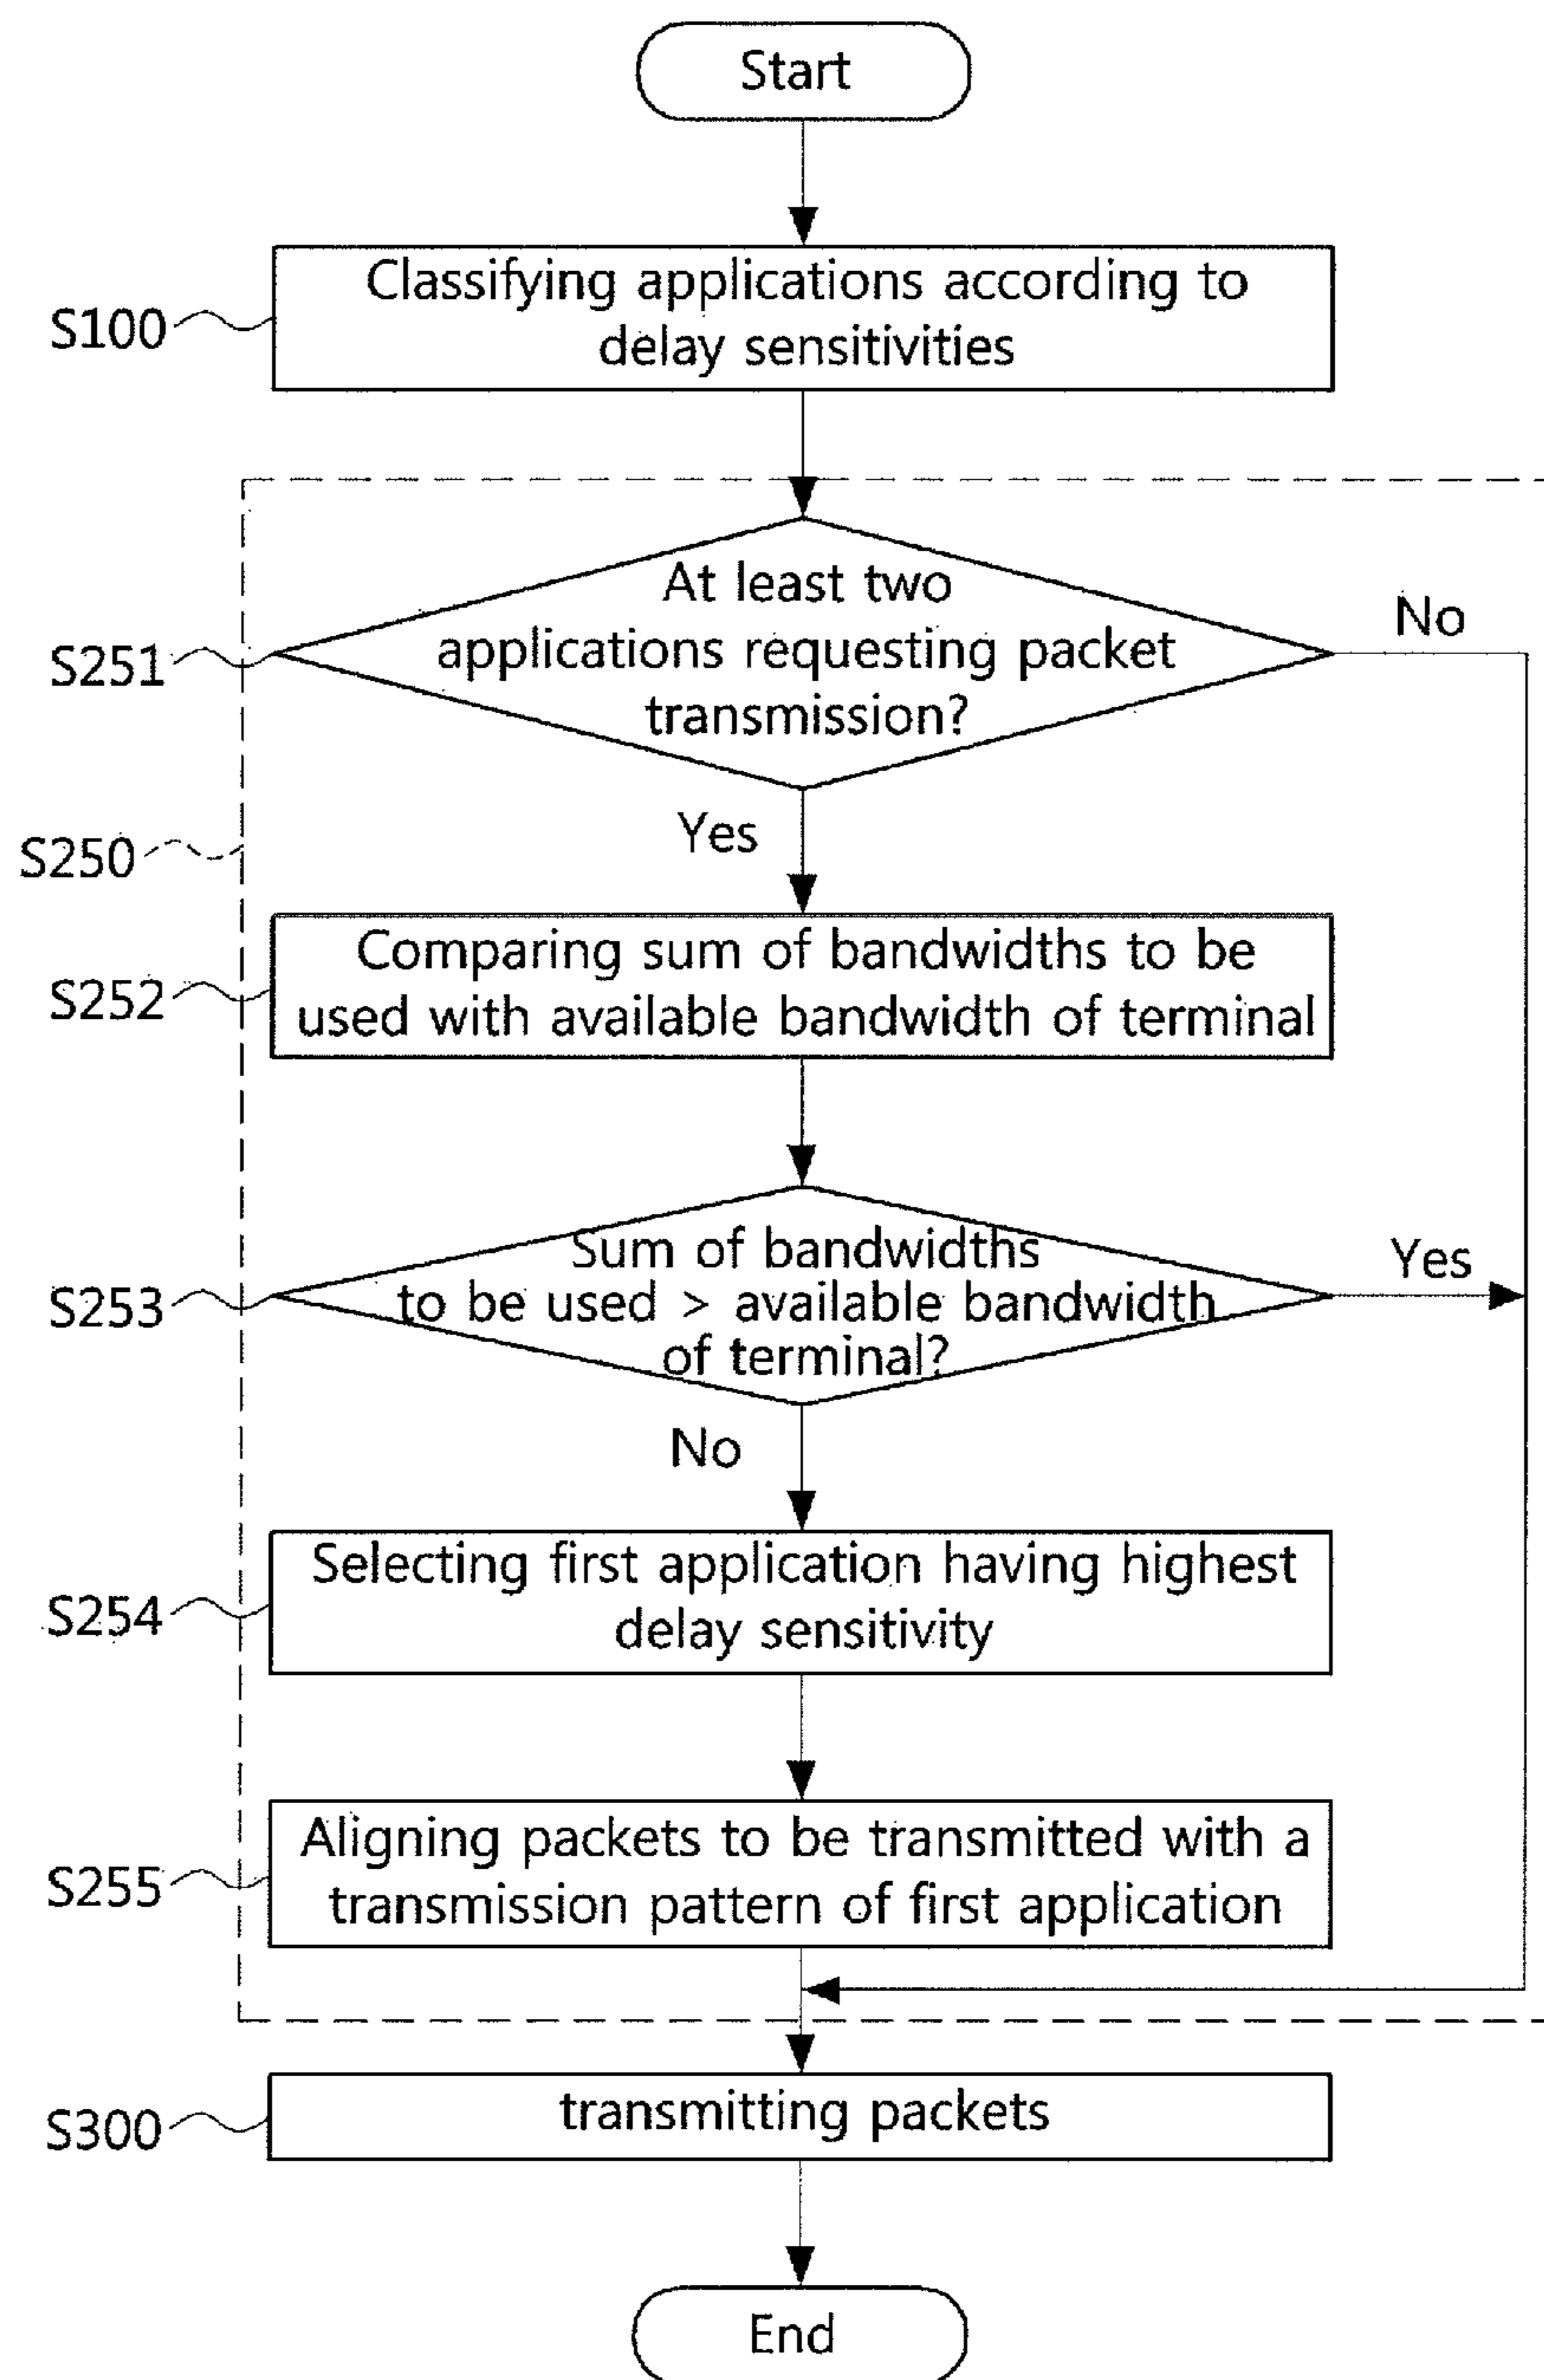 Start
S100
Classifying applications according to
delay sensitivities
S251
At least two
applications requesting packet
transmission?
No
S250
Yes
S252
Comparing sum of bandwidths to be
used with available bandwidth of terminal
S253
Sum of bandwidths
to be used > available bandwidth
of terminal?
Yes
No
S254
Selecting first application having highest
delay sensitivity
S255
Aligning packets to be transmitted with a
transmission pattern of first application
S300
transmitting packets
End